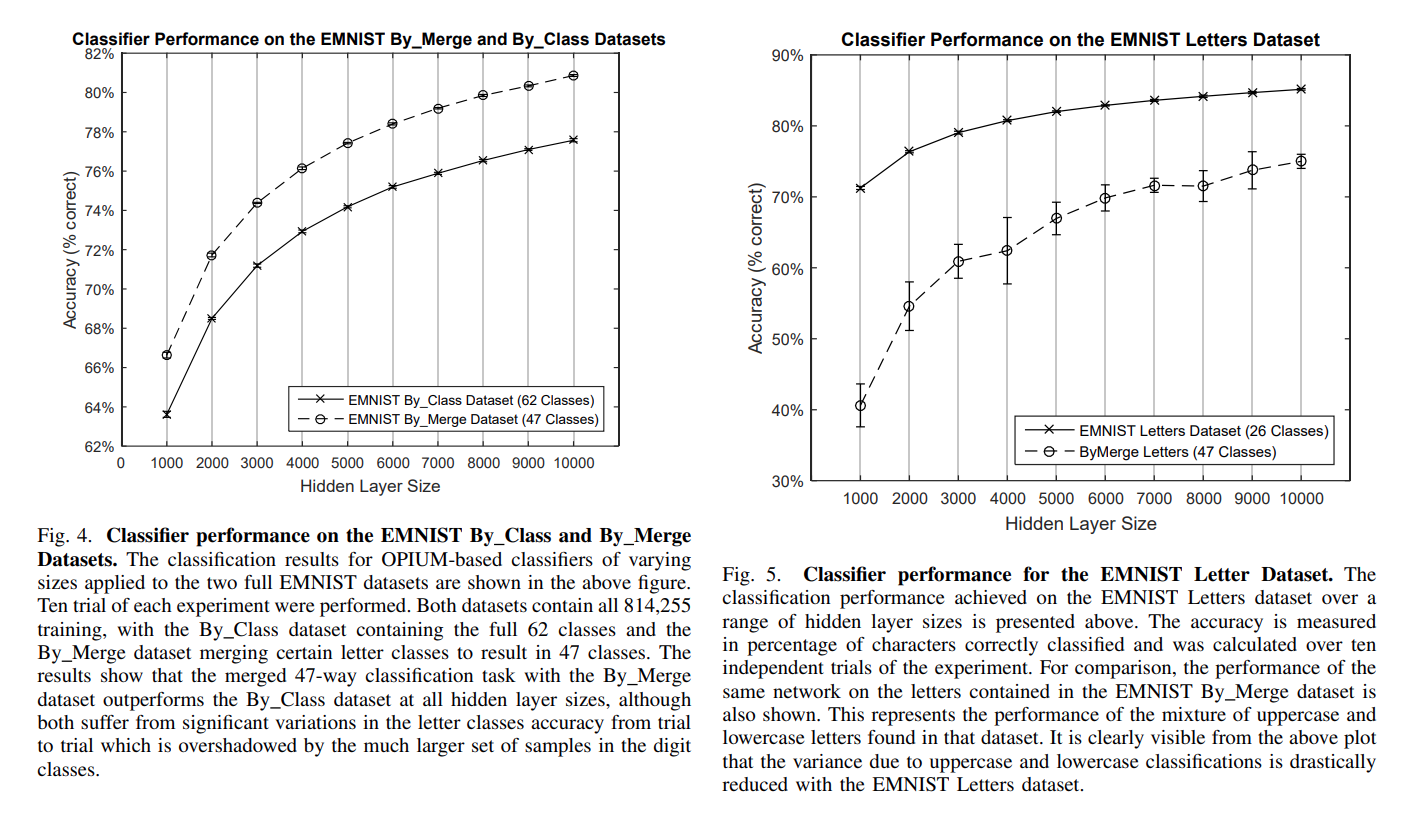 Classifier Performance on the EMNIST By_Merge and By_Class Datasets
82%
80%
78%
76%
74%
72%
70%
68%
66%
64%
62%
Accuracy (% correct)
EMNIST By_Class Dataset (62 Classes)
EMNIST By_Merge Dataset (47 Classes)
0 1000 2000 3000 4000 5000 6000 7000 8000 9000 10000
Hidden Layer Size
Fig. 4. Classifier performance on the EMNIST By_Class and By_Merge
Datasets. The classification results for OPIUM-based classifiers of varying
sizes applied to the two full EMNIST datasets are shown in the above figure.
Ten trial of each experiment were performed. Both datasets contain all 814,255
training, with the By_Class dataset containing the full 62 classes and the
By_Merge dataset merging certain letter classes to result in 47 classes. The
results show that the merged 47-way classification task with the By_Merge
dataset outperforms the By_Class dataset at all hidden layer sizes, although
both suffer from significant variations in the letter classes accuracy from trial
to trial which is overshadowed by the much larger set of samples in the digit
classes.
Classifier Performance on the EMNIST Letters Dataset
90%
80%
70%
60%
50%
40%
30%
Accuracy (% correct)
EMNIST Letters Dataset (26 Classes)
ByMerge Letters (47 Classes)
1000 2000 3000 4000 5000 6000 7000 8000 9000 10000
Hidden Layer Size
Fig. 5. Classifier performance for the EMNIST Letter Dataset. The
classification performance achieved on the EMNIST Letters dataset over a
range of hidden layer sizes is presented above. The accuracy is measured
in percentage of characters correctly classified and was calculated over ten
independent trials of the experiment. For comparison, the performance of the
same network on the letters contained in the EMNIST By_Merge dataset is
also shown. This represents the performance of the mixture of uppercase and
lowercase letters found in that dataset. It is clearly visible from the above plot
that the variance due to uppercase and lowercase classifications is drastically
reduced with the EMNIST Letters dataset.